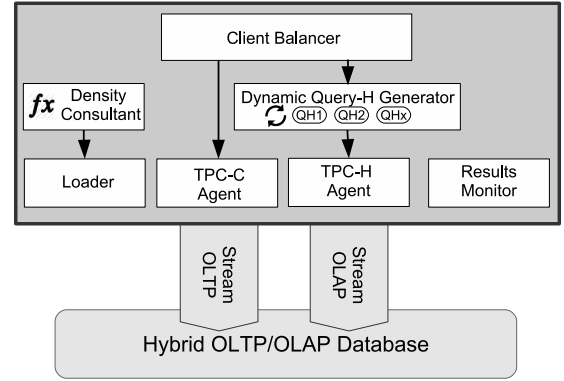 Client Balancer
fx Density
Consultant
Dynamic Query-H Generator
QH1 QH2 QHx
Loader
TPC-C
Agent
TPC-H
Agent
Results
Monitor
Stream
OLTP
Stream
OLAP
Hybrid OLTP/OLAP Database